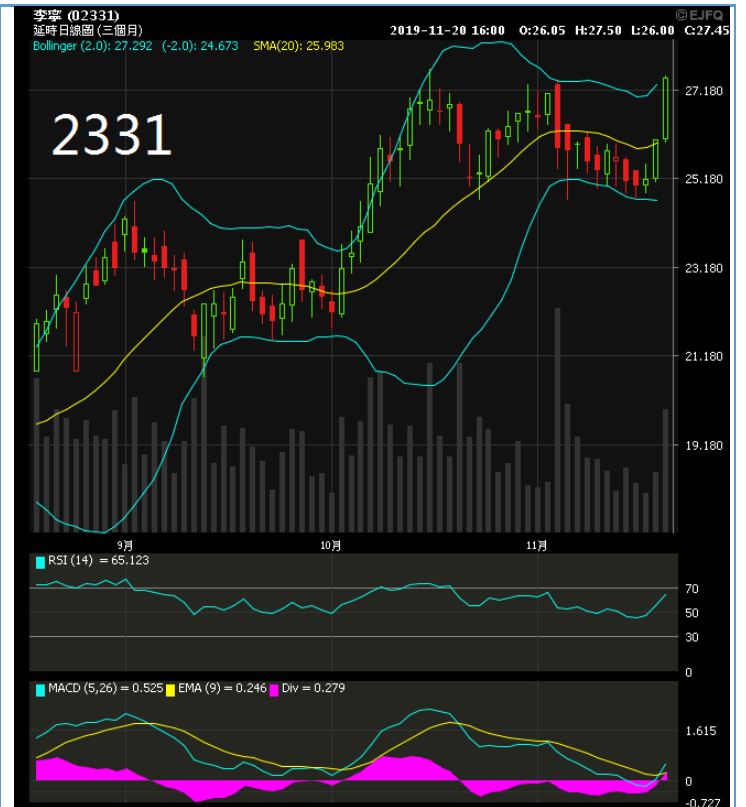 李寧 (02331)
©EJFQ
延時日線圖 (三個月)
2019-11-20 16:00 O:26.05 H:27.50 L:26.00 C:27.45
Bollinger (2.0): 27.292 (-2.0): 24.673 SMA(20): 25.983
2331
27.180
25.180
23.180
21.180
19.180
9月 10月 11月
RSI (14) = 65.123
70
50
30
0
MACD (5,26) = 0.525 EMA (9) = 0.246 Div = 0.279
1.615
0
-0.727